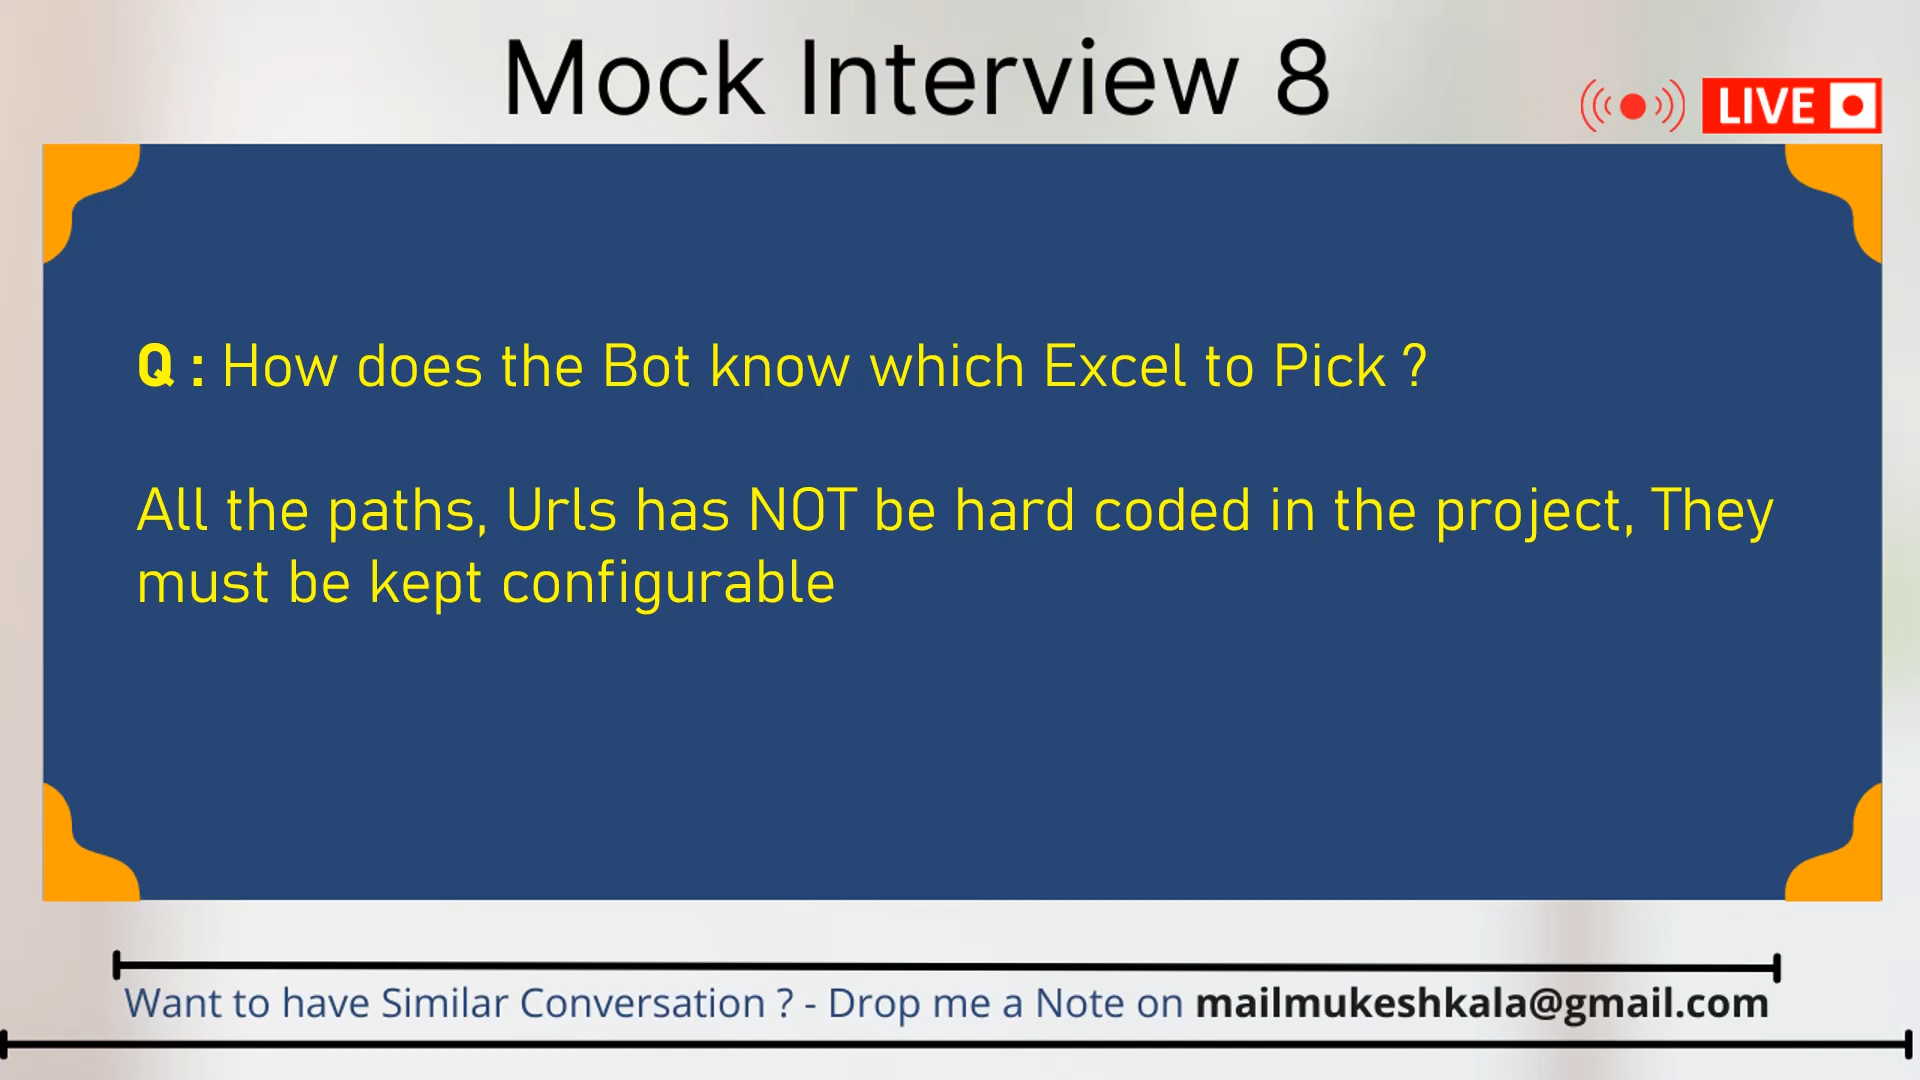 Mock Interview 8
LIVE
Q : How does the Bot know which Excel to Pick ?
All the paths, Urls has NOT be hard coded in the project, They
must be kept configurable
Want to have Similar Conversation ? - Drop me a Note on mailmukeshkala@gmail.com